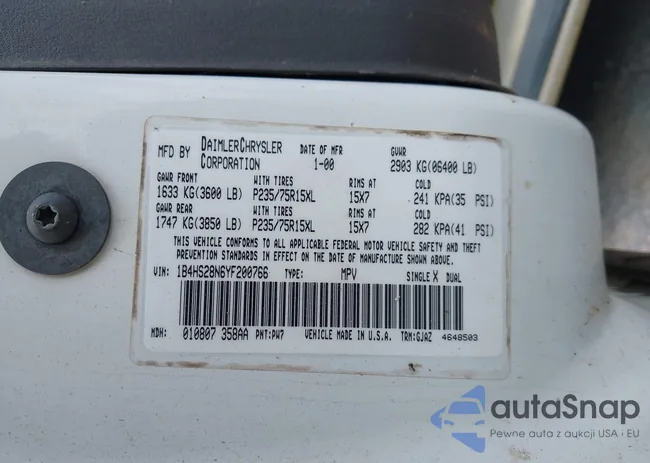 MFD BY DAIMLERCHRYSLER CORPORATION DATE OF MFR 1-00 GVWR 2903 KG(06400 LB)
GAWR FRONT WITH TIRES RIMS AT COLD
1633 KG(3600 LB) P235/75R15XL 15X7 241 KPA(35 PSI)
GAWR REAR WITH TIRES RIMS AT COLD
1747 KG(3850 LB) P235/75R15XL 15X7 282 KPA(41 PSI)
THIS VEHICLE CONFORMS TO ALL APPLICABLE FEDERAL MOTOR VEHICLE SAFETY AND THEFT
PREVENTION STANDARDS IN EFFECT ON THE DATE OF MANUFACTURE SHOWN ABOVE.
VIN: 1B4HS28N6YF200766 TYPE: MPV SINGLE X DUAL
MDH: 010807 358AA PNT:PW7 VEHICLE MADE IN U.S.A. TRM:GJAZ 4648503
autaSnap
Pewne auta z aukcji USA · EU